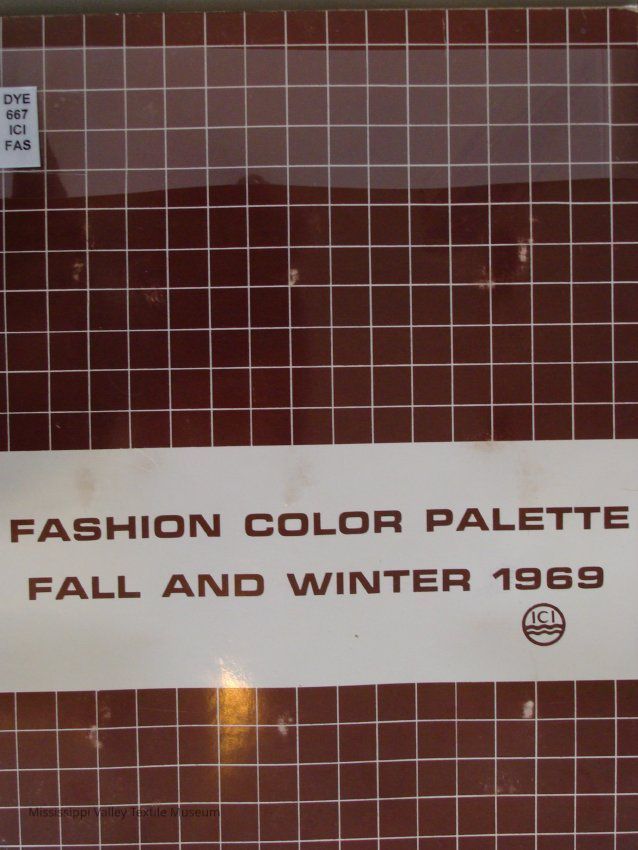 DYE
667
ICI
FAS
FASHION COLOR PALETTE
FALL AND WINTER 1969
ICI
Mississippi Valley Textile Museum